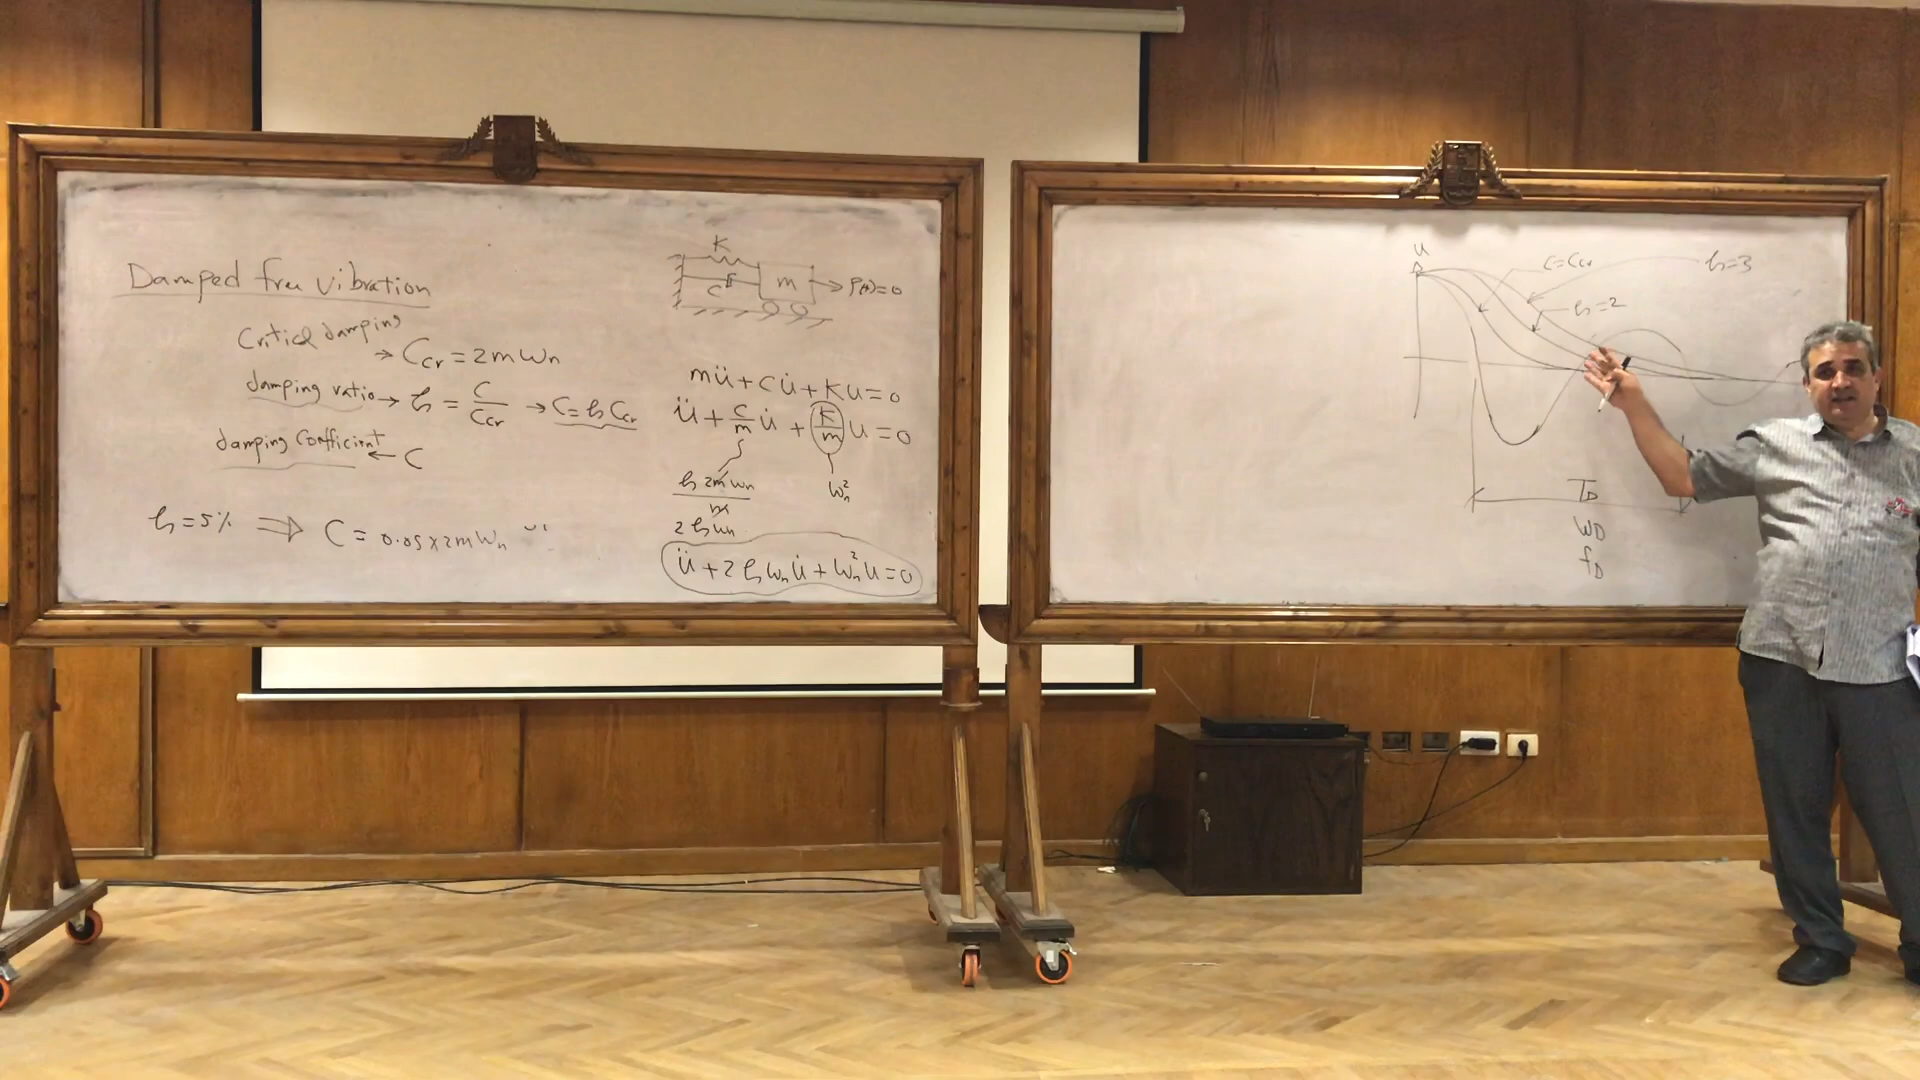 Damped free vibration
Critical damping
→ Ccr = 2mωn
damping ratio → ξ = C/Ccr → C = ξ Ccr
damping Coefficient ← C
ξ = 5% ⇒ C = 0.05 x 2mωn
K
C
m
P(t)=0
mü + Cu̇ + Ku = 0
ü + C/m u̇ + K/m u = 0
ξ 2mωn / m
ωn²
2ξωn
ü + 2ξωn u̇ + ωn² u = 0
u
C=Ccr
ξ=3
ξ=2
TD
ωD
fD